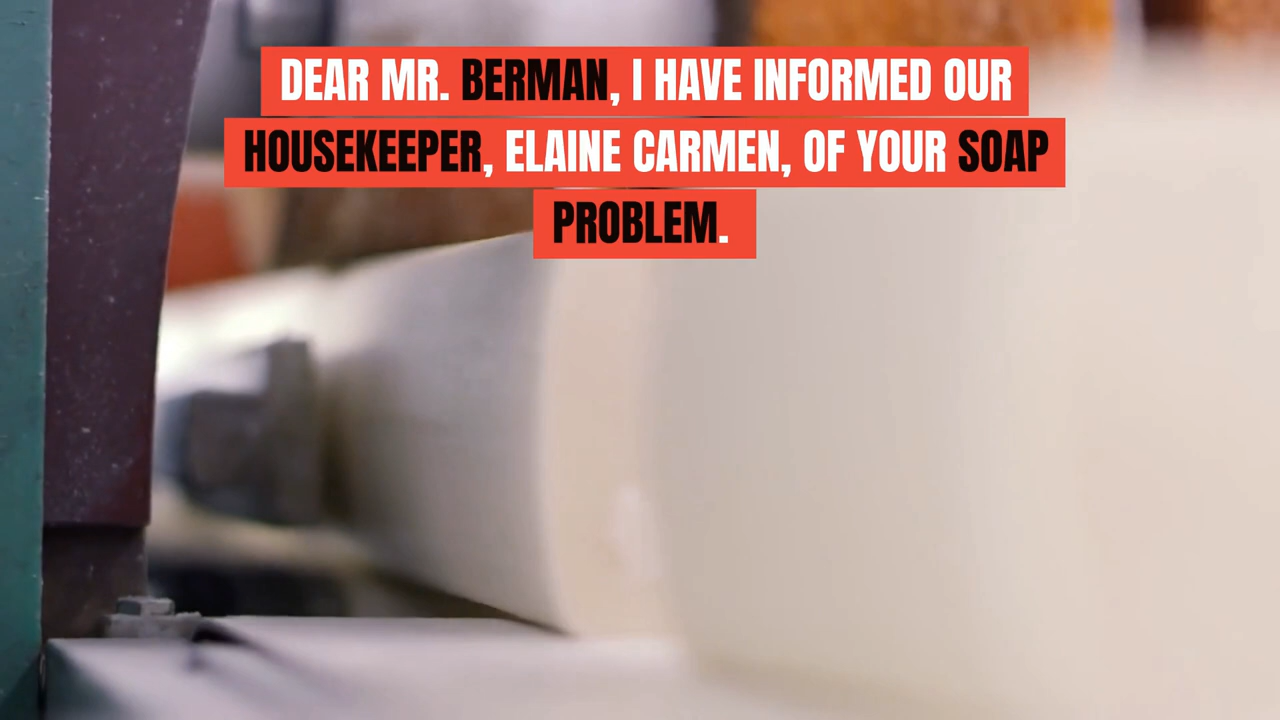 DEAR MR. BERMAN, I HAVE INFORMED OUR
HOUSEKEEPER, ELAINE CARMEN, OF YOUR SOAP
PROBLEM.